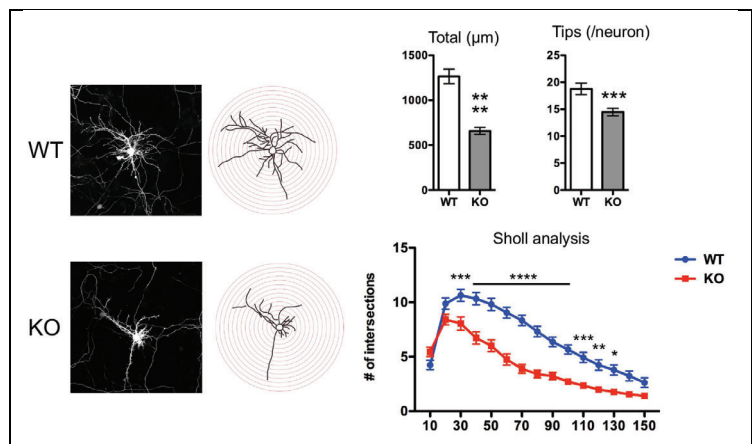 WT
KO
Total (µm)
1300
1000
500
0
**
**
WT KO
Tips (/neuron)
25
20
15
10
5
0
***
WT KO
Sholl analysis
# of intersections
15
10
5
0
*** ****
***
**
*
10 30 50 70 90 110 130 150
WT
KO